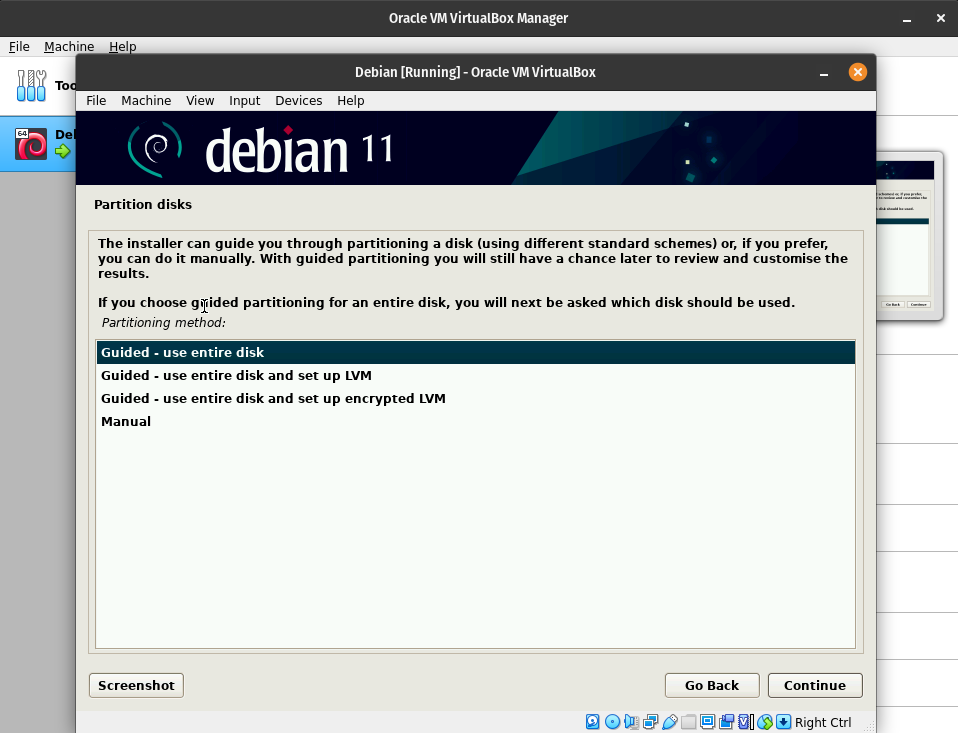 Oracle VM VirtualBox Manager
File Machine Help
Too
Debian [Running] - Oracle VM VirtualBox
File Machine View Input Devices Help
64
Del
debian 11
Partition disks
The installer can guide you through partitioning a disk (using different standard schemes) or, if you prefer,
you can do it manually. With guided partitioning you will still have a chance later to review and customise the
results.
If you choose guided partitioning for an entire disk, you will next be asked which disk should be used.
Partitioning method:
Guided - use entire disk
Guided - use entire disk and set up LVM
Guided - use entire disk and set up encrypted LVM
Manual
Screenshot
Go Back
Continue
Right Ctrl